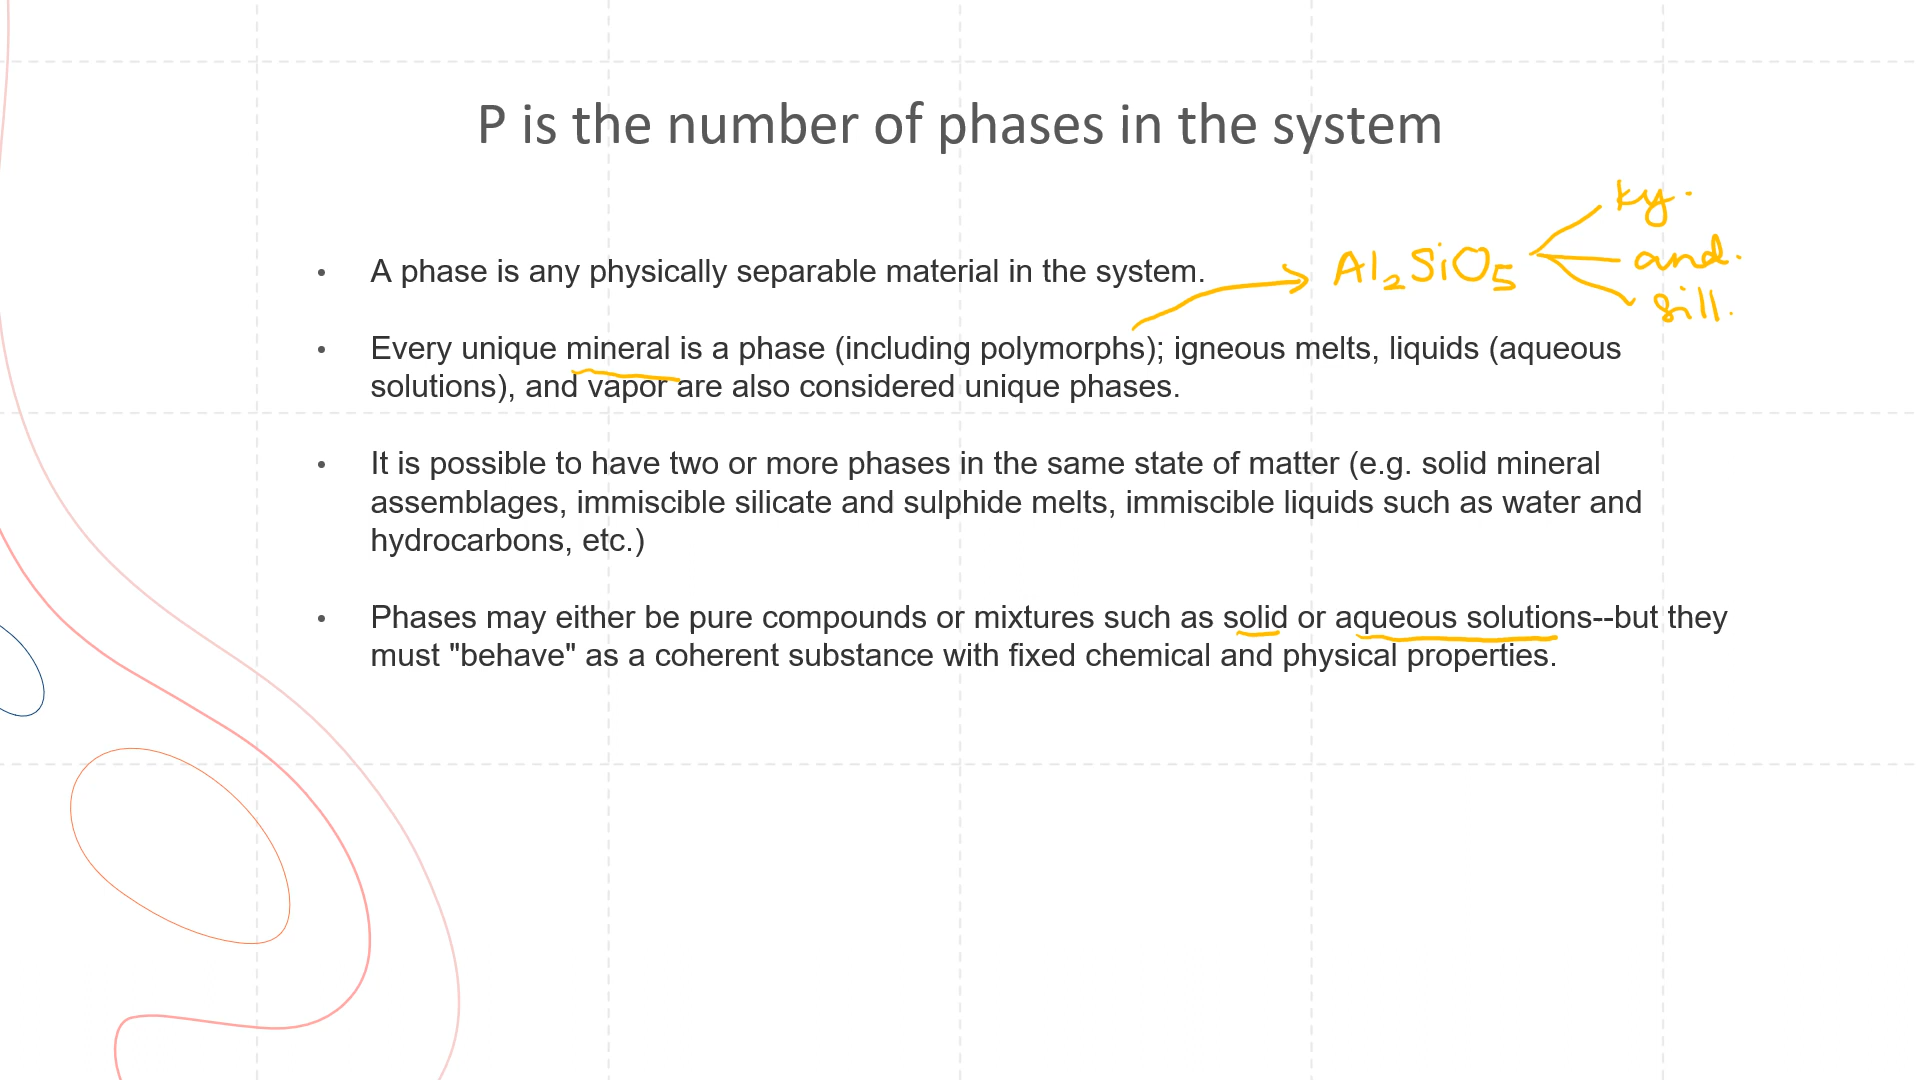 P is the number of phases in the system
ky.
Al₂SiO₅ and.
sill.
• A phase is any physically separable material in the system.
• Every unique mineral is a phase (including polymorphs); igneous melts, liquids (aqueous
solutions), and vapor are also considered unique phases.
• It is possible to have two or more phases in the same state of matter (e.g. solid mineral
assemblages, immiscible silicate and sulphide melts, immiscible liquids such as water and
hydrocarbons, etc.)
• Phases may either be pure compounds or mixtures such as solid or aqueous solutions--but they
must "behave" as a coherent substance with fixed chemical and physical properties.